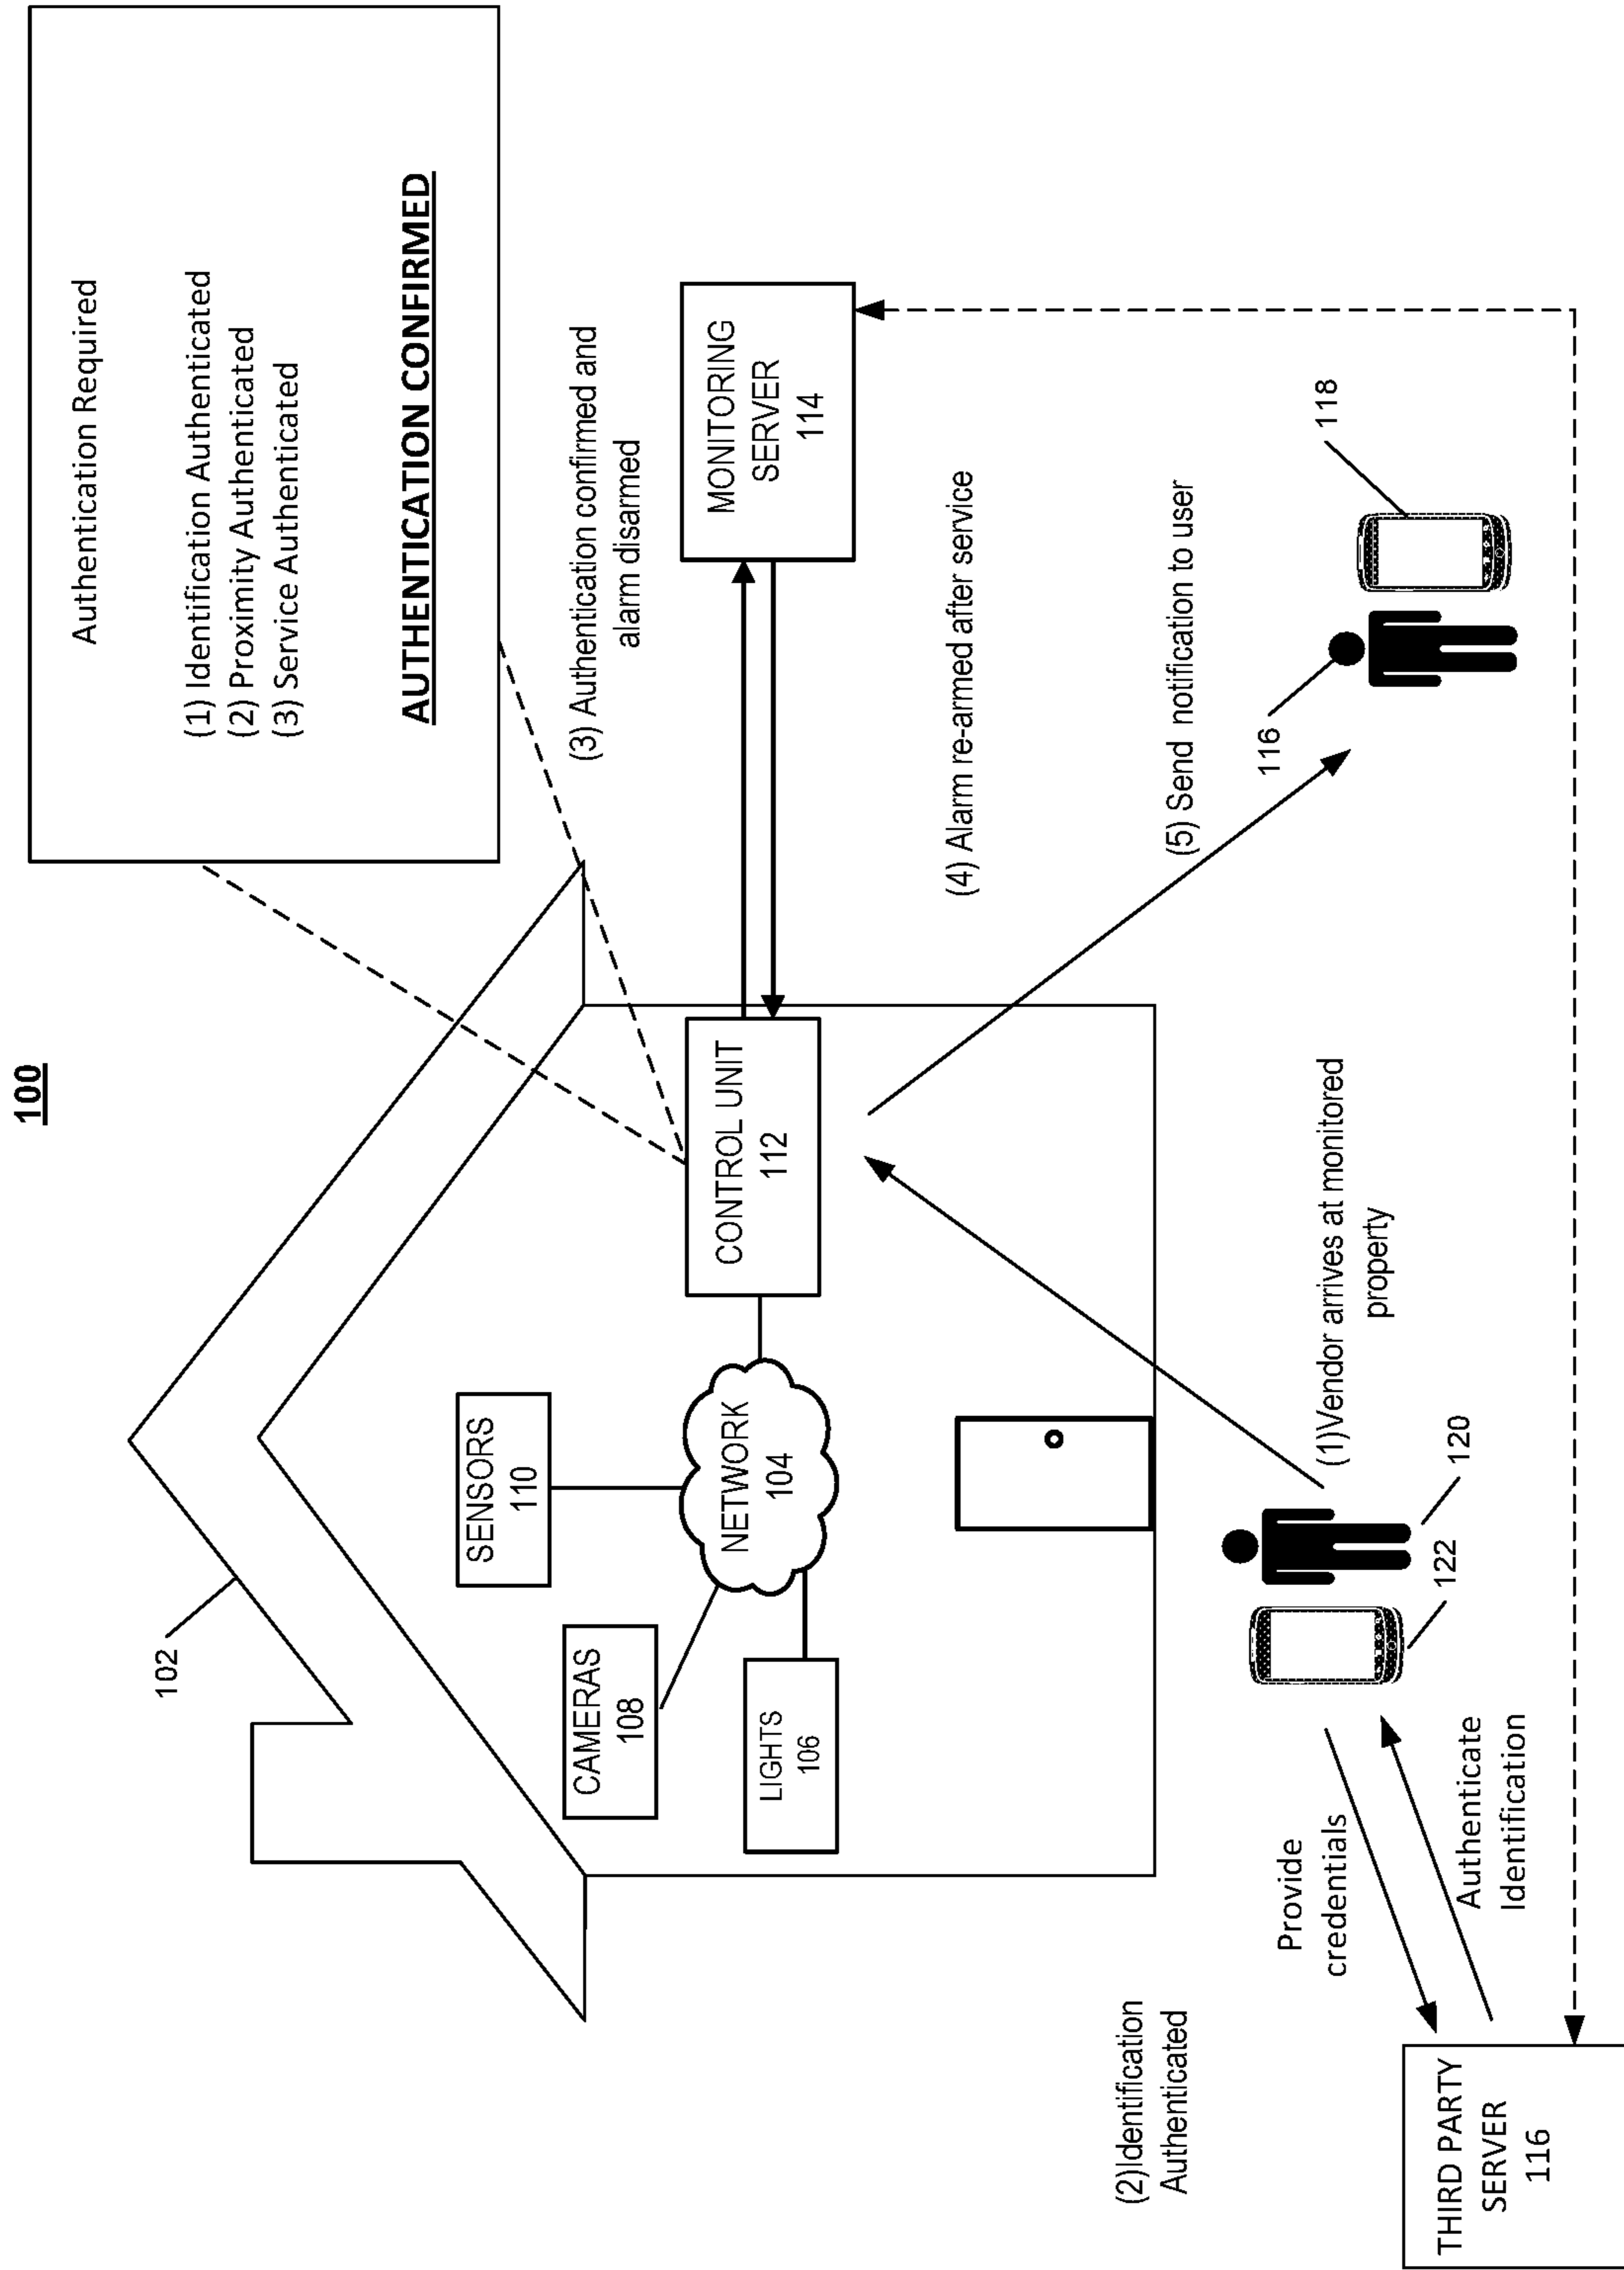 100
Authentication Required
(1) Identification Authenticated
(2) Proximity Authenticated
(3) Service Authenticated
AUTHENTICATION CONFIRMED
102
SENSORS
110
CAMERAS
108
LIGHTS
106
NETWORK
104
CONTROL UNIT
112
(3) Authentication confirmed and
alarm disarmed
MONITORING
SERVER
114
(4) Alarm re-armed after service
(5) Send notification to user
116
118
(1)Vendor arrives at monitored
property
120
122
(2)Identification
Authenticated
Provide
credentials
Authenticate
Identification
THIRD PARTY
SERVER
116